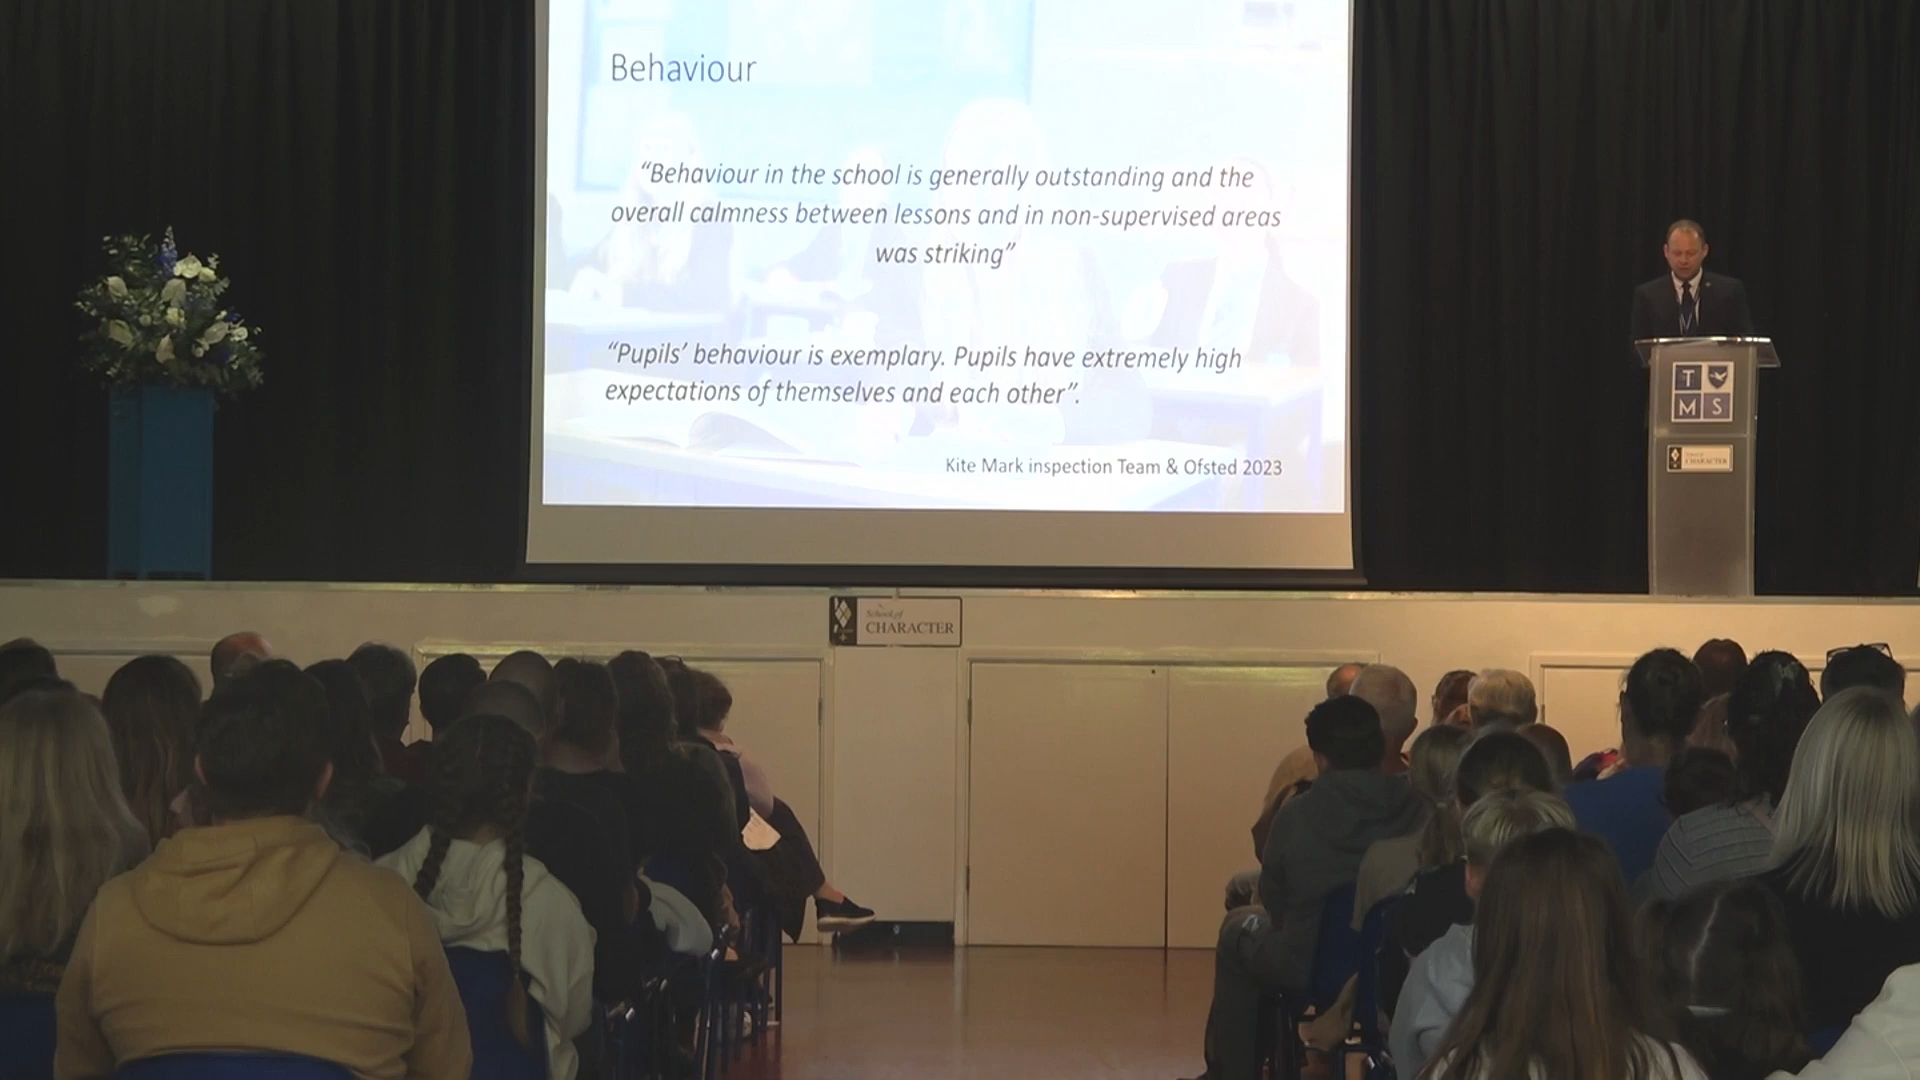 Behaviour
“Behaviour in the school is generally outstanding and the
overall calmness between lessons and in non-supervised areas
was striking”
“Pupils’ behaviour is exemplary. Pupils have extremely high
expectations of themselves and each other”.
Kite Mark inspection Team & Ofsted 2023
T
M S
CHARACTER
School of
CHARACTER